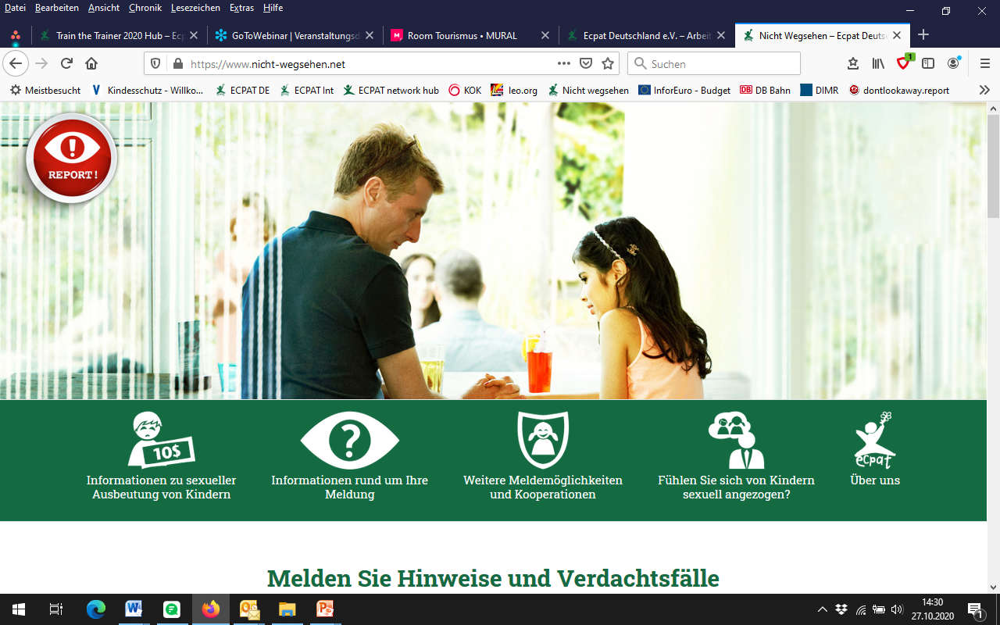 Datei Bearbeiten Ansicht Chronik Lesezeichen Extras Hilfe
Train the Trainer 2020 Hub – Ecp
GoToWebinar | Veranstaltungsd
Room Tourismus • MURAL
Ecpat Deutschland e.V. – Arbeit
Nicht Wegsehen – Ecpat Deutsc
https://www.nicht-wegsehen.net
Suchen
1
Meistbesucht
Kindesschutz - Willko...
ECPAT DE
ECPAT Int
ECPAT network hub
KOK
leo.org
Nicht wegsehen
InforEuro - Budget
DB DB Bahn
DIMR
dontlookaway.report
!
REPORT!
10$
Informationen zu sexueller
Ausbeutung von Kindern
?
Informationen rund um Ihre
Meldung
Weitere Meldemöglichkeiten
und Kooperationen
Fühlen Sie sich von Kindern
sexuell angezogen?
ecpat
Über uns
Melden Sie Hinweise und Verdachtsfälle
14:30
27.10.2020
1